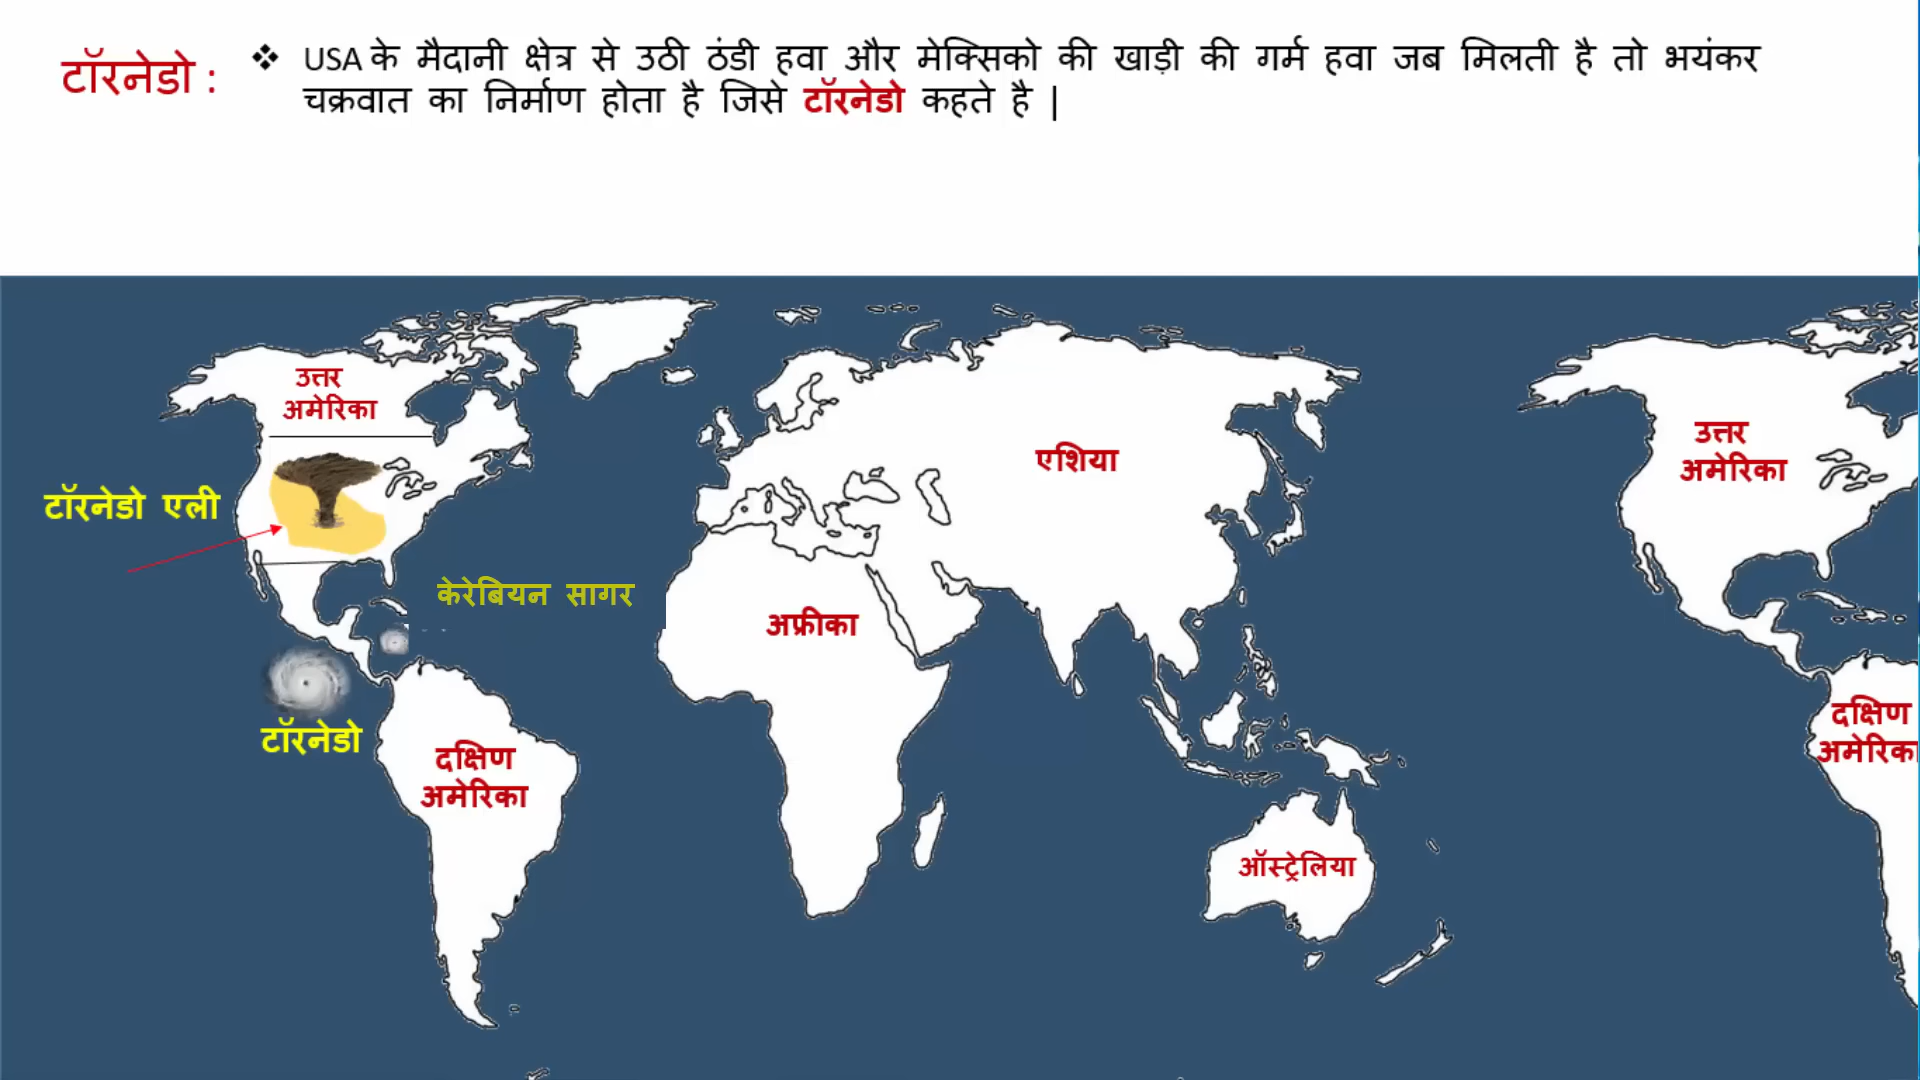 टॉरनेडो :
❖ USA के मैदानी क्षेत्र से उठी ठंडी हवा और मेक्सिको की खाड़ी की गर्म हवा जब मिलती है तो भयंकर
चक्रवात का निर्माण होता है जिसे टॉरनेडो कहते है |
उत्तर
अमेरिका
टॉरनेडो एली
केरेबियन सागर
टॉरनेडो
दक्षिण
अमेरिका
अफ्रीका
एशिया
ऑस्ट्रेलिया
उत्तर
अमेरिका
दक्षिण
अमेरिका